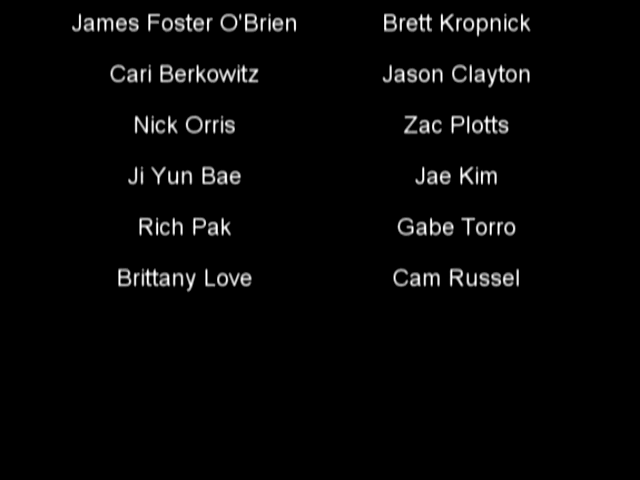 James Foster O'Brien Brett Kropnick
Cari Berkowitz Jason Clayton
Nick Orris Zac Plotts
Ji Yun Bae Jae Kim
Rich Pak Gabe Torro
Brittany Love Cam Russel